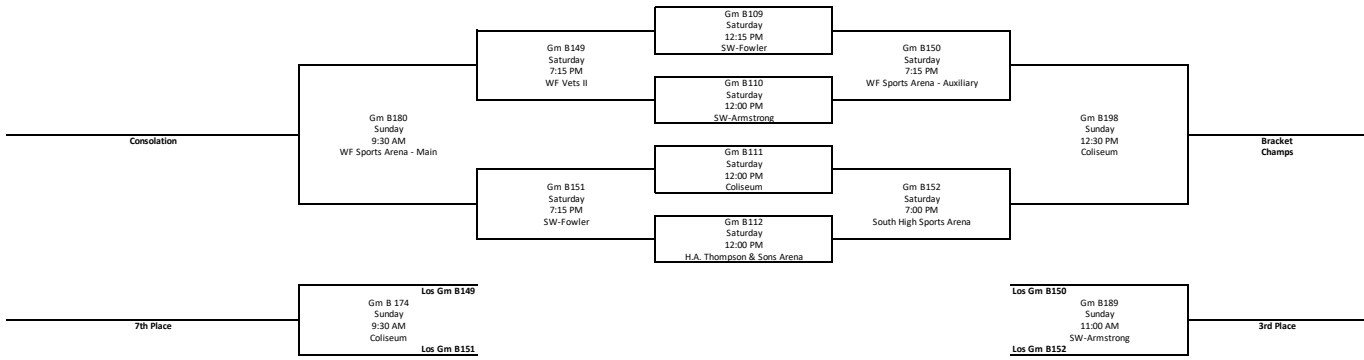 Gm B109
Saturday
12:15 PM
SW-Fowler
Gm B149
Saturday
7:15 PM
WF Vets II
Gm B150
Saturday
7:15 PM
WF Sports Arena - Auxiliary
Gm B110
Saturday
12:00 PM
SW-Armstrong
Gm B180
Sunday
9:30 AM
WF Sports Arena - Main
Consolation
Gm B198
Sunday
12:30 PM
Coliseum
Bracket
Champs
Gm B111
Saturday
12:00 PM
Coliseum
Gm B151
Saturday
7:15 PM
SW-Fowler
Gm B152
Saturday
7:00 PM
South High Sports Arena
Gm B112
Saturday
12:00 PM
H.A. Thompson & Sons Arena
Los Gm B149
Gm B 174
Sunday
9:30 AM
Coliseum
7th Place
Los Gm B151
Los Gm B150
Gm B189
Sunday
11:00 AM
SW-Armstrong
3rd Place
Los Gm B152